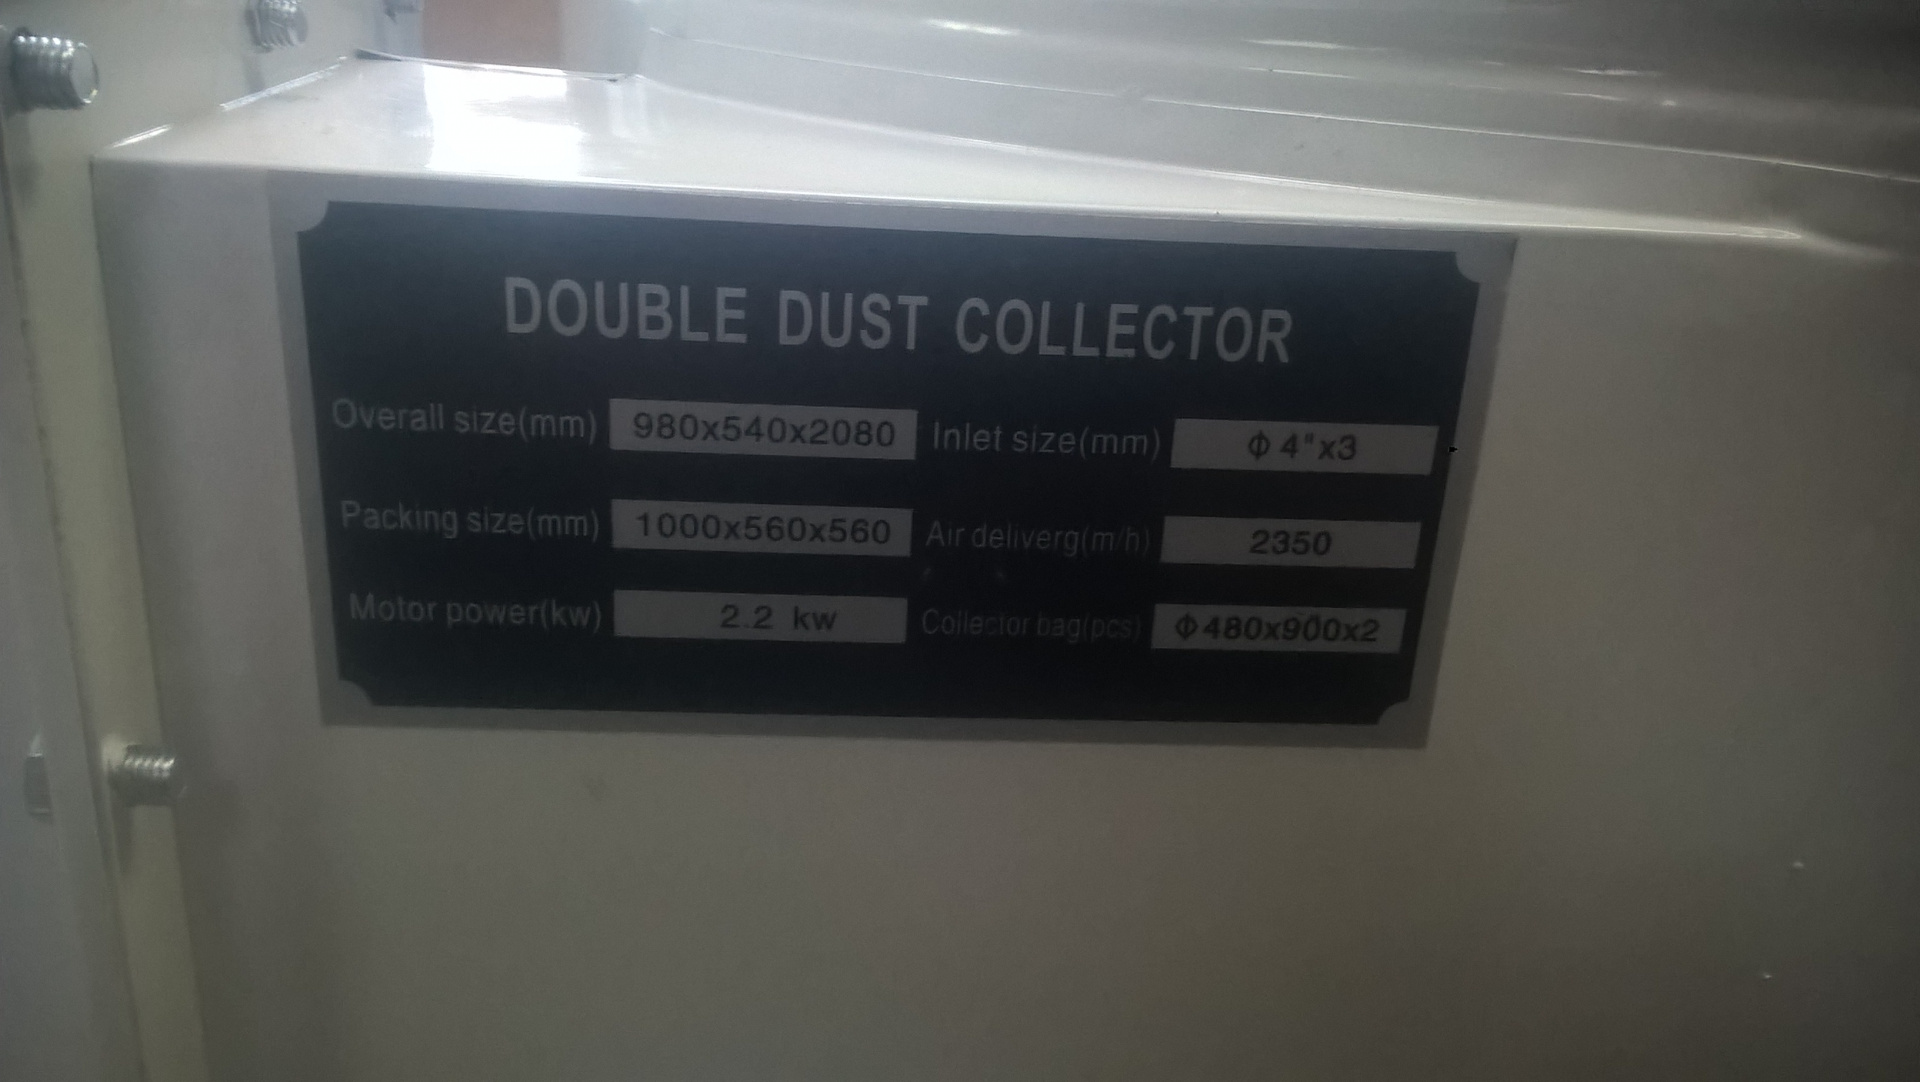 DOUBLE DUST COLLECTOR
Overall size(mm) 980x540x2080 Inlet size(mm) Φ 4"x3
Packing size(mm) 1000x560x560 Air deliverg(m/h) 2350
Motor power(kw) 2.2 kw Collector bag(pcs) Φ480x900x2